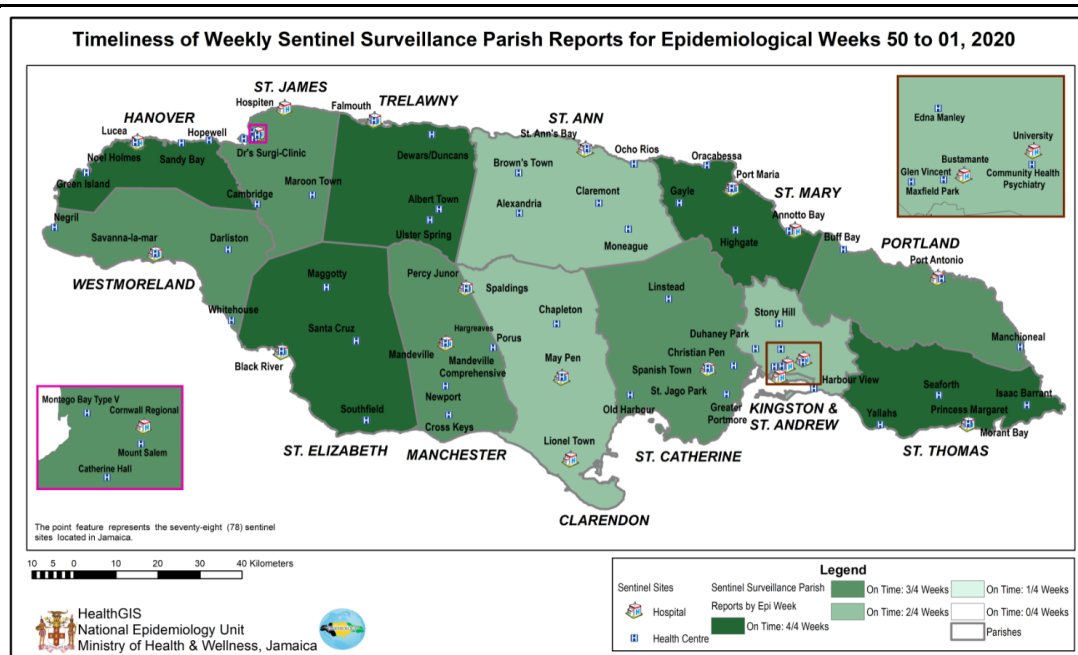 Timeliness of Weekly Sentinel Surveillance Parish Reports for Epidemiological Weeks 50 to 01, 2020
HANOVER
ST. JAMES
TRELAWNY
ST. ANN
ST. MARY
PORTLAND
WESTMORELAND
ST. ELIZABETH
MANCHESTER
CLARENDON
ST. CATHERINE
KINGSTON &
ST. ANDREW
ST. THOMAS
Lucea
Hopewell
Noel Holmes
Sandy Bay
Green Island
Hospiten
Dr's Surgi-Clinic
Cambridge
Maroon Town
Falmouth
Dewars/Duncans
Albert Town
Ulster Spring
St. Ann's Bay
Brown's Town
Ocho Rios
Alexandria
Claremont
Moneague
Oracabessa
Port Maria
Gayle
Annotto Bay
Highgate
Buff Bay
Port Antonio
Manchioneal
Negril
Savanna-la-mar
Darliston
Whitehouse
Maggotty
Santa Cruz
Black River
Southfield
Percy Junor
Spaldings
Hargreaves
Mandeville
Porus
Mandeville
Comprehensive
Newport
Cross Keys
Chapleton
May Pen
Lionel Town
Linstead
Christian Pen
Spanish Town
St. Jago Park
Old Harbour
Greater
Portmore
Stony Hill
Duhaney Park
Harbour View
Seaforth
Isaac Barrant
Princess Margaret
Yallahs
Morant Bay
Edna Manley
University
Bustamante
Glen Vincent
Maxfield Park
Community Health
Psychiatry
Montego Bay Type V
Cornwall Regional
Mount Salem
Catherine Hall
The point feature represents the seventy-eight (78) sentinel
sites located in Jamaica.
10 5 0 10 20 30 40 Kilometers
HealthGIS
National Epidemiology Unit
Ministry of Health & Wellness, Jamaica
Legend
Sentinel Sites
Hospital
Health Centre
Sentinel Surveillance Parish
Reports by Epi Week
On Time: 4/4 Weeks
On Time: 3/4 Weeks
On Time: 2/4 Weeks
On Time: 1/4 Weeks
On Time: 0/4 Weeks
Parishes